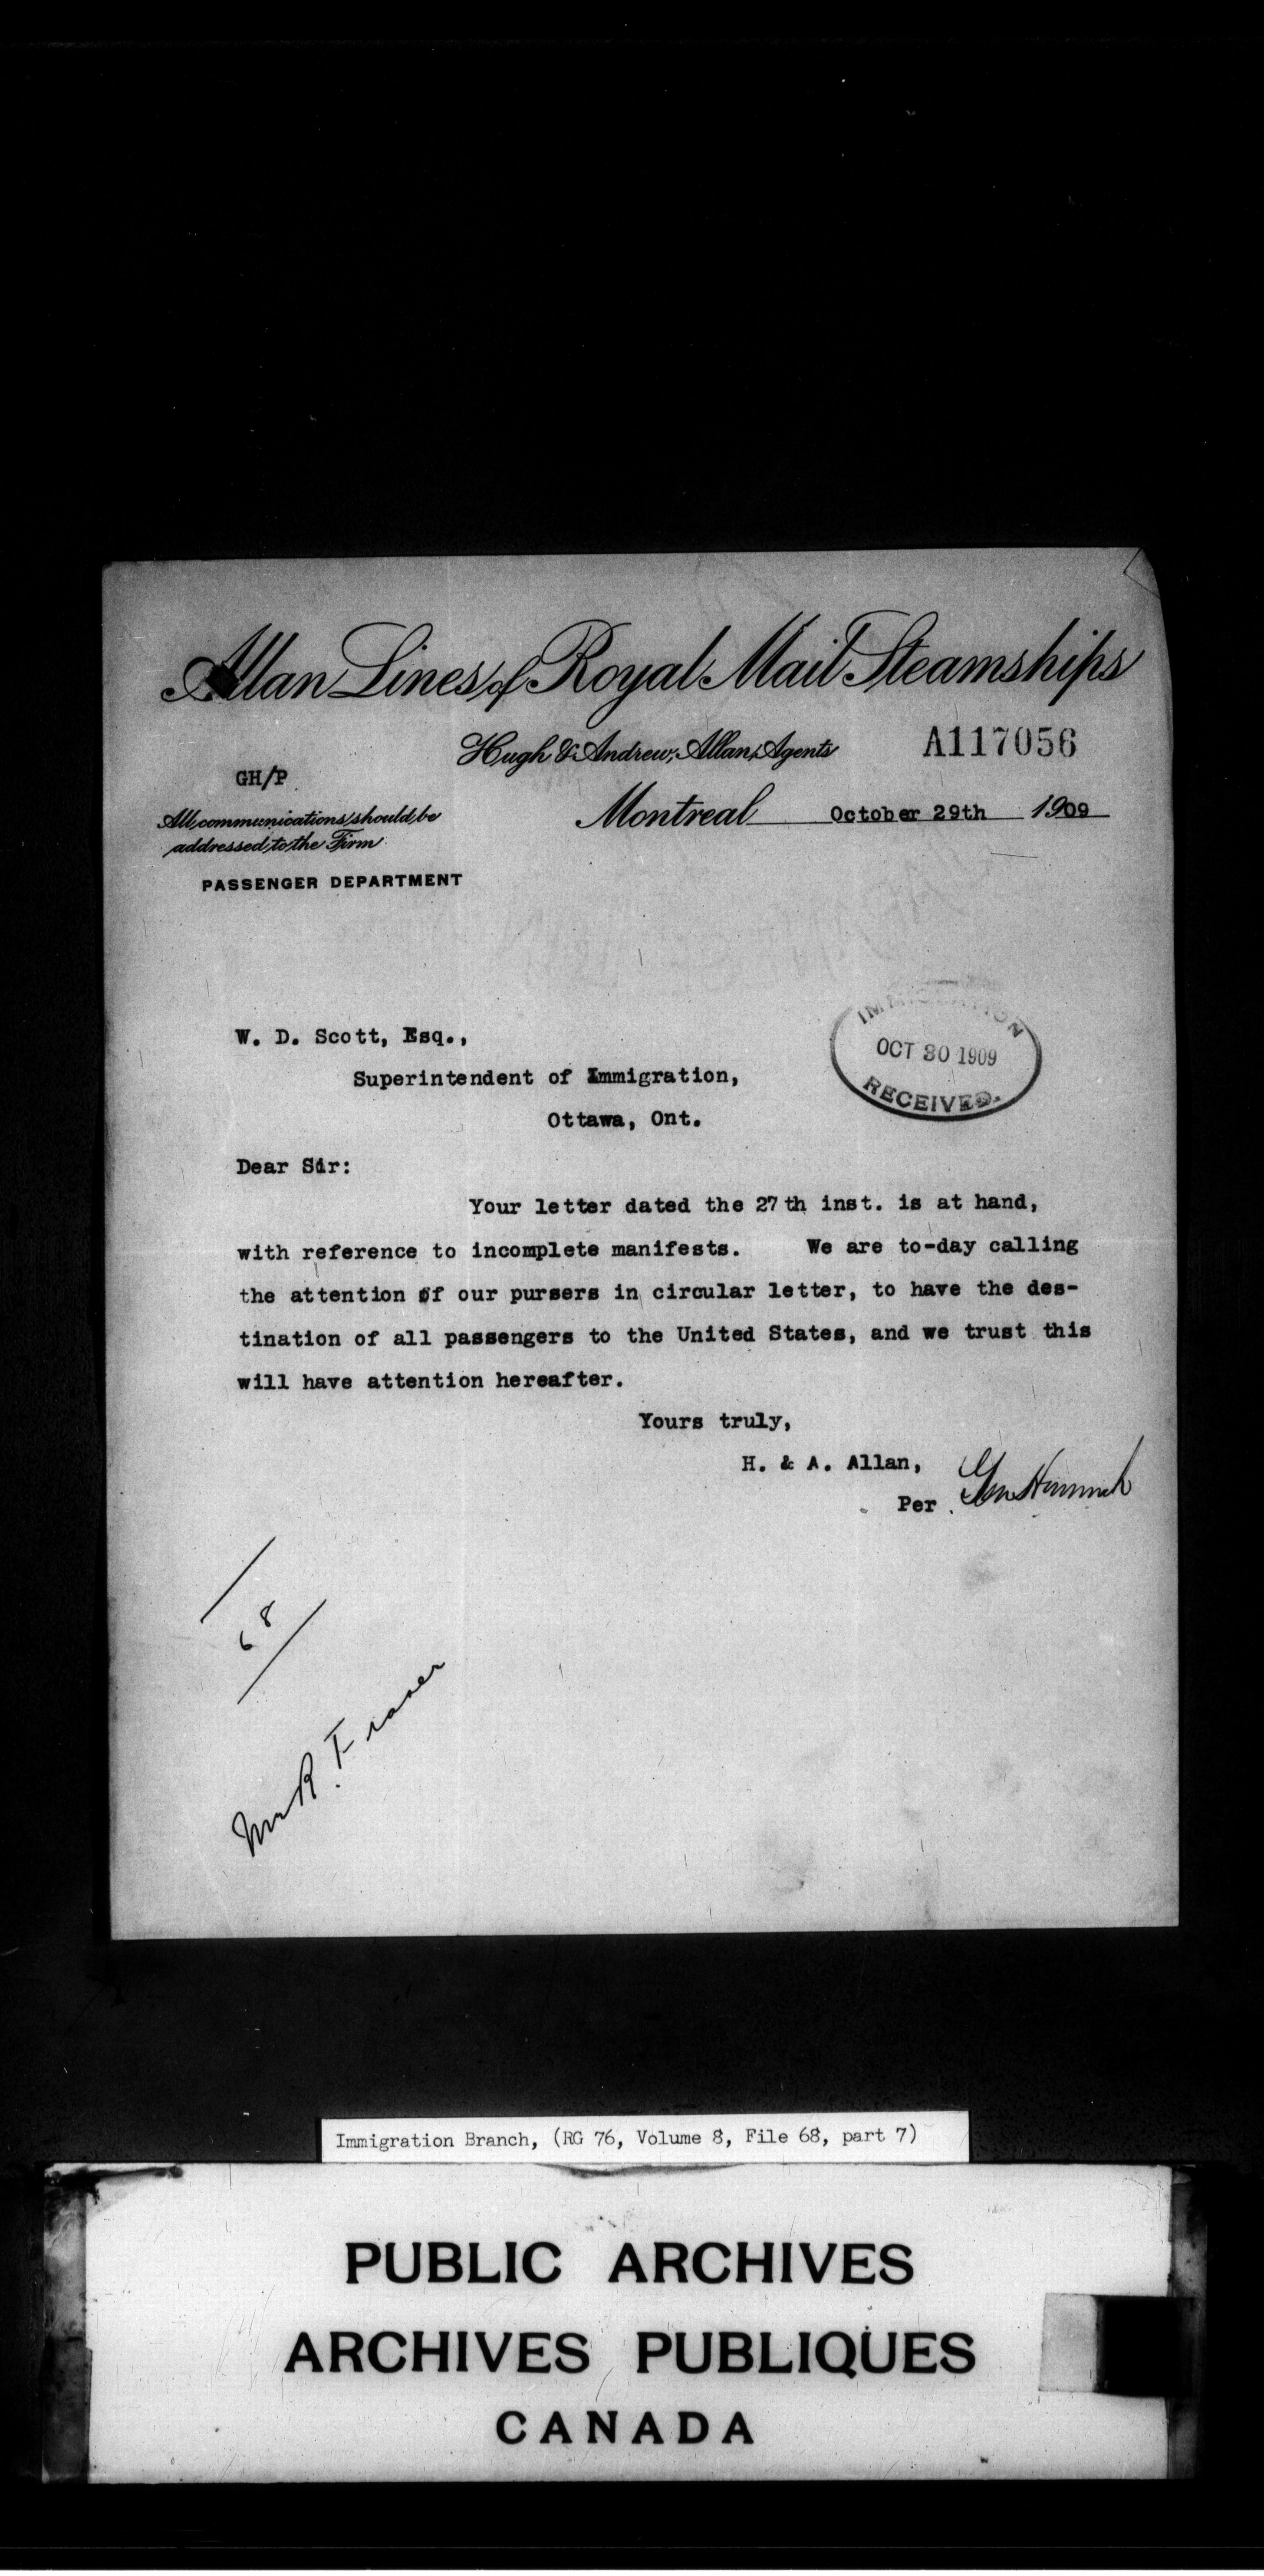 Allan Lines of Royal Mail Steamships
Hugh & Andrew Allan, Agents
A117056
GH/P
All communications should be
addressed to the Firm
Montreal October 29th 1909
PASSENGER DEPARTMENT
IMMIGRATION
OCT 30 1909
RECEIVED.
W. D. Scott, Esq.,
Superintendent of Immigration,
Ottawa, Ont.
Dear Sir:
Your letter dated the 27th inst. is at hand,
with reference to incomplete manifests. We are to-day calling
the attention of our pursers in circular letter, to have the des-
tination of all passengers to the United States, and we trust this
will have attention hereafter.
Yours truly,
H. & A. Allan,
Per
68
Mr R. Fraser
Immigration Branch, (RG 76, Volume 8, File 68, part 7)
PUBLIC ARCHIVES
ARCHIVES PUBLIQUES
CANADA